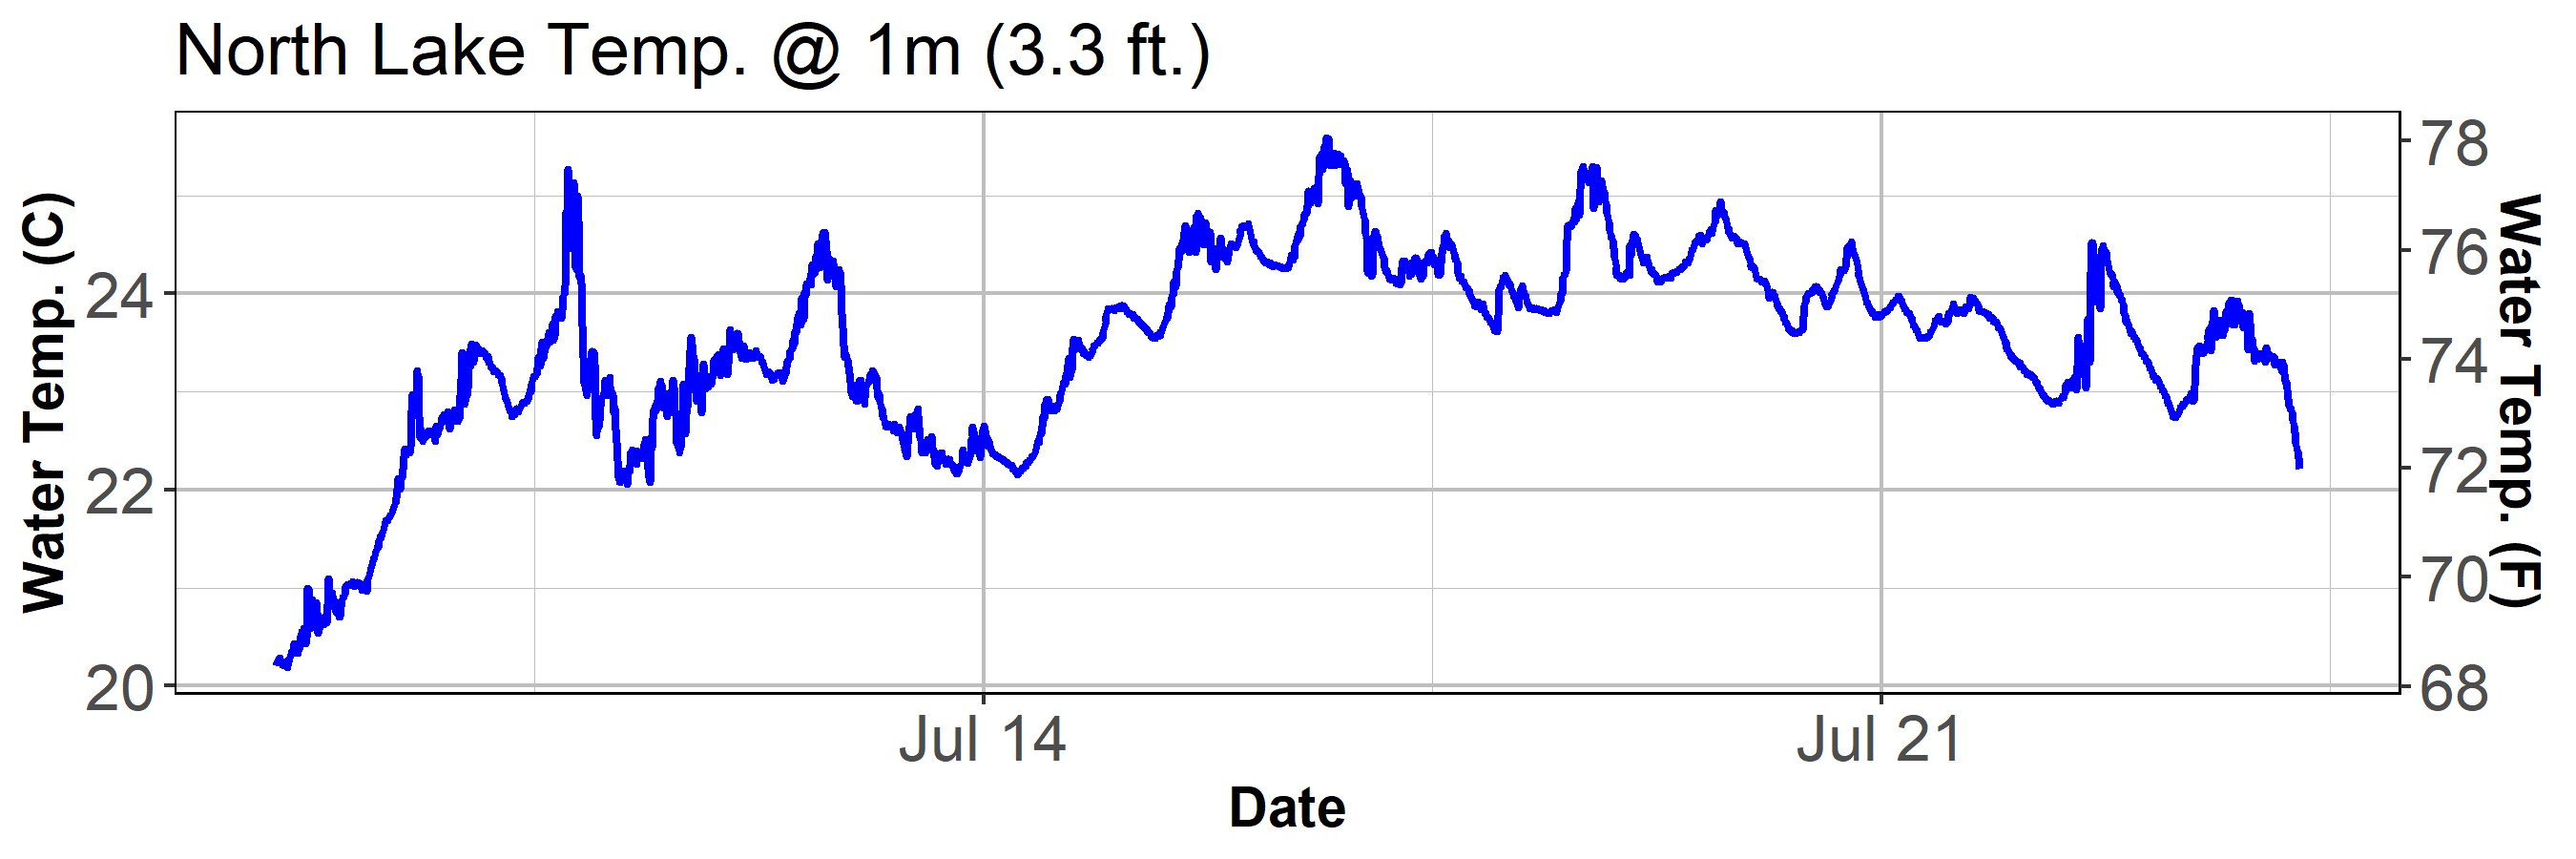 North Lake Temp. @ 1m (3.3 ft.)
Water Temp. (C)
24
22
20
78
76
74
72
70
68
Water Temp. (F)
Jul 14
Jul 21
Date